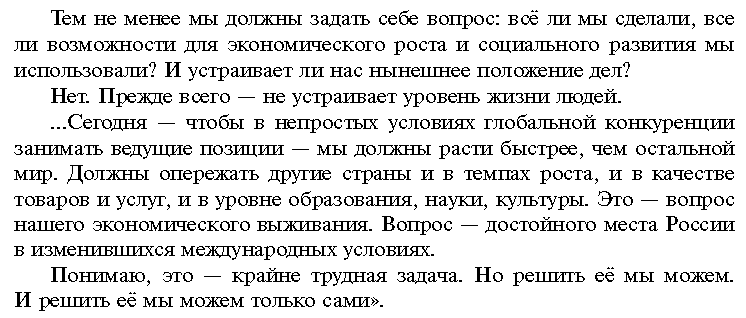 Тем не менее мы должны задать себе вопрос: всё ли мы сделали, все
ли возможности для экономического роста и социального развития мы
использовали? И устраивает ли нас нынешнее положение дел?
Нет. Прежде всего — не устраивает уровень жизни людей.
...Сегодня — чтобы в непростых условиях глобальной конкуренции
занимать ведущие позиции — мы должны расти быстрее, чем остальной
мир. Должны опережать другие страны и в темпах роста, и в качестве
товаров и услуг, и в уровне образования, науки, культуры. Это — вопрос
нашего экономического выживания. Вопрос — достойного места России
в изменившихся международных условиях.
Понимаю, это — крайне трудная задача. Но решить её мы можем.
И решить её мы можем только сами».